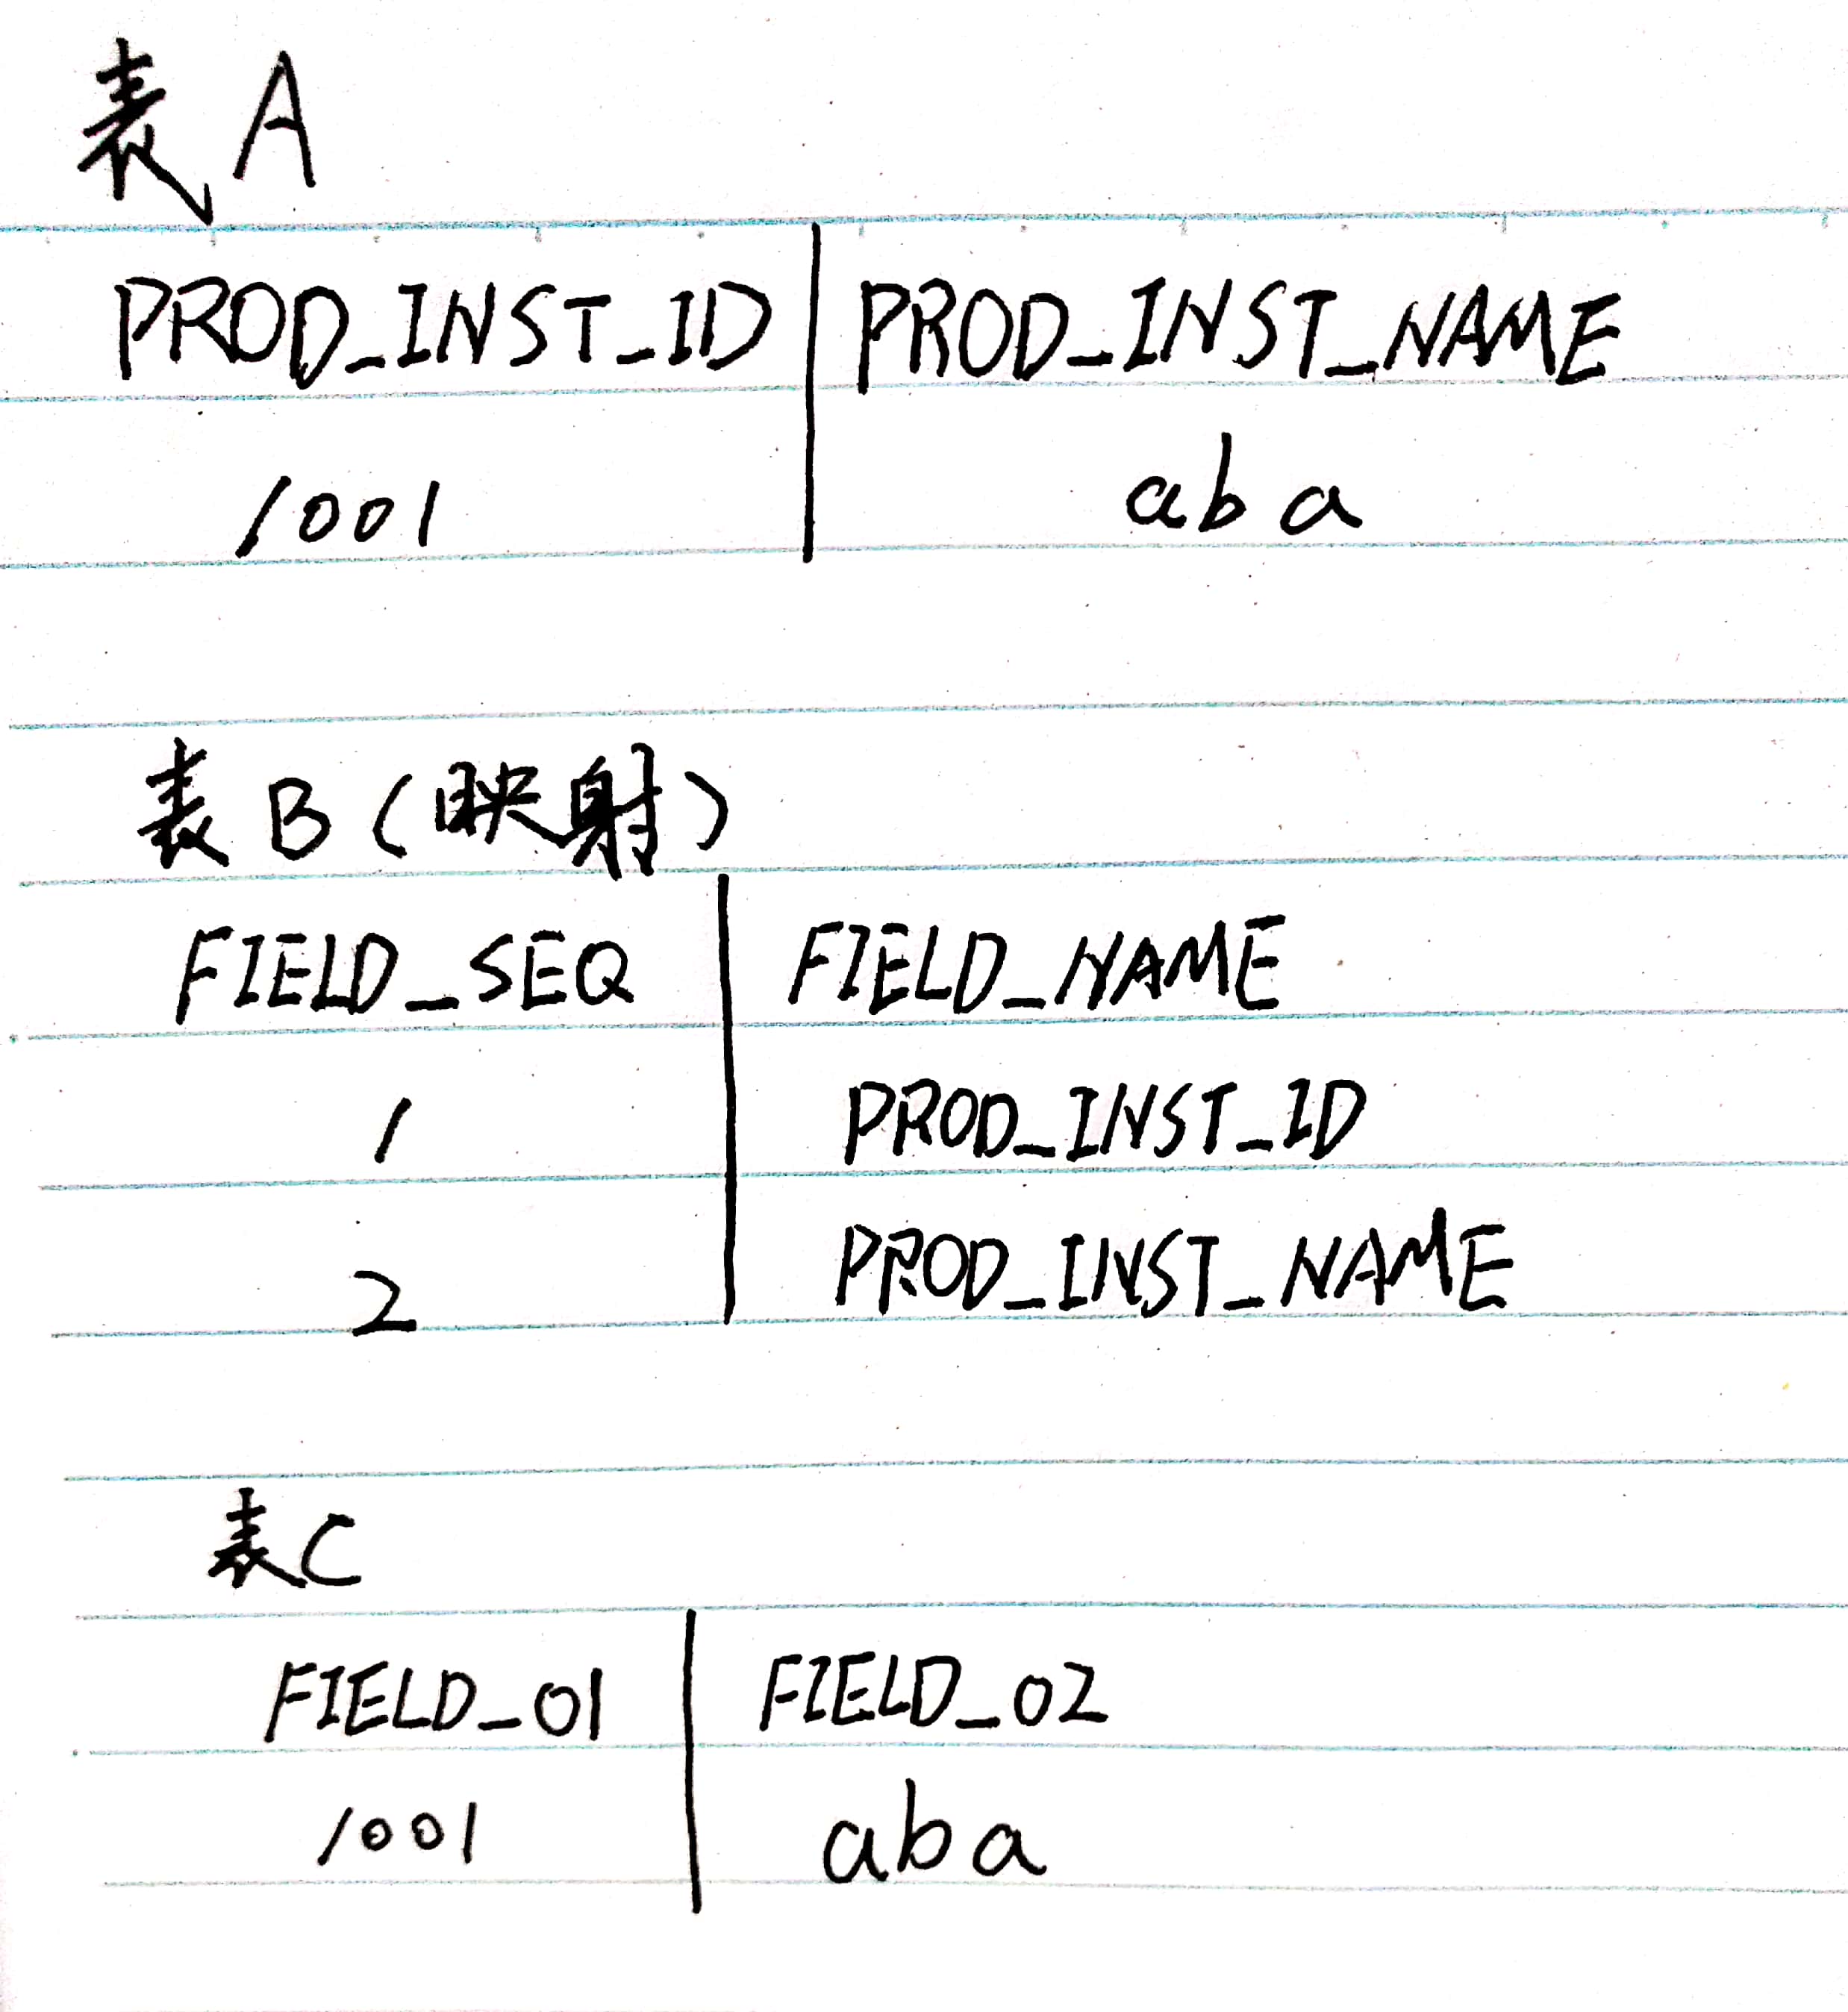 表A
PROD_INST_ID PROD_INST_NAME
1001 aba
表B(映射)
FIELD_SEQ FIELD_NAME
1 PROD_INST_ID
2 PROD_INST_NAME
表C
FIELD_01 FIELD_02
1001 aba